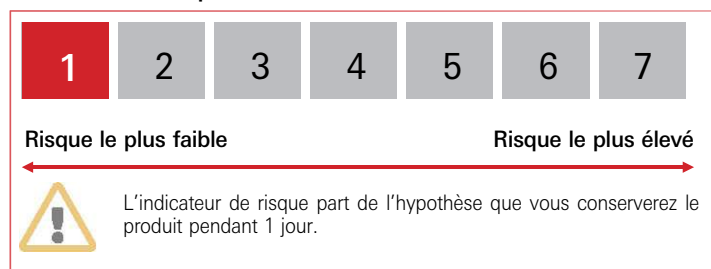 1 2 3 4 5 6 7
Risque le plus faible Risque le plus élevé
L'indicateur de risque part de l'hypothèse que vous conserverez le
produit pendant 1 jour.